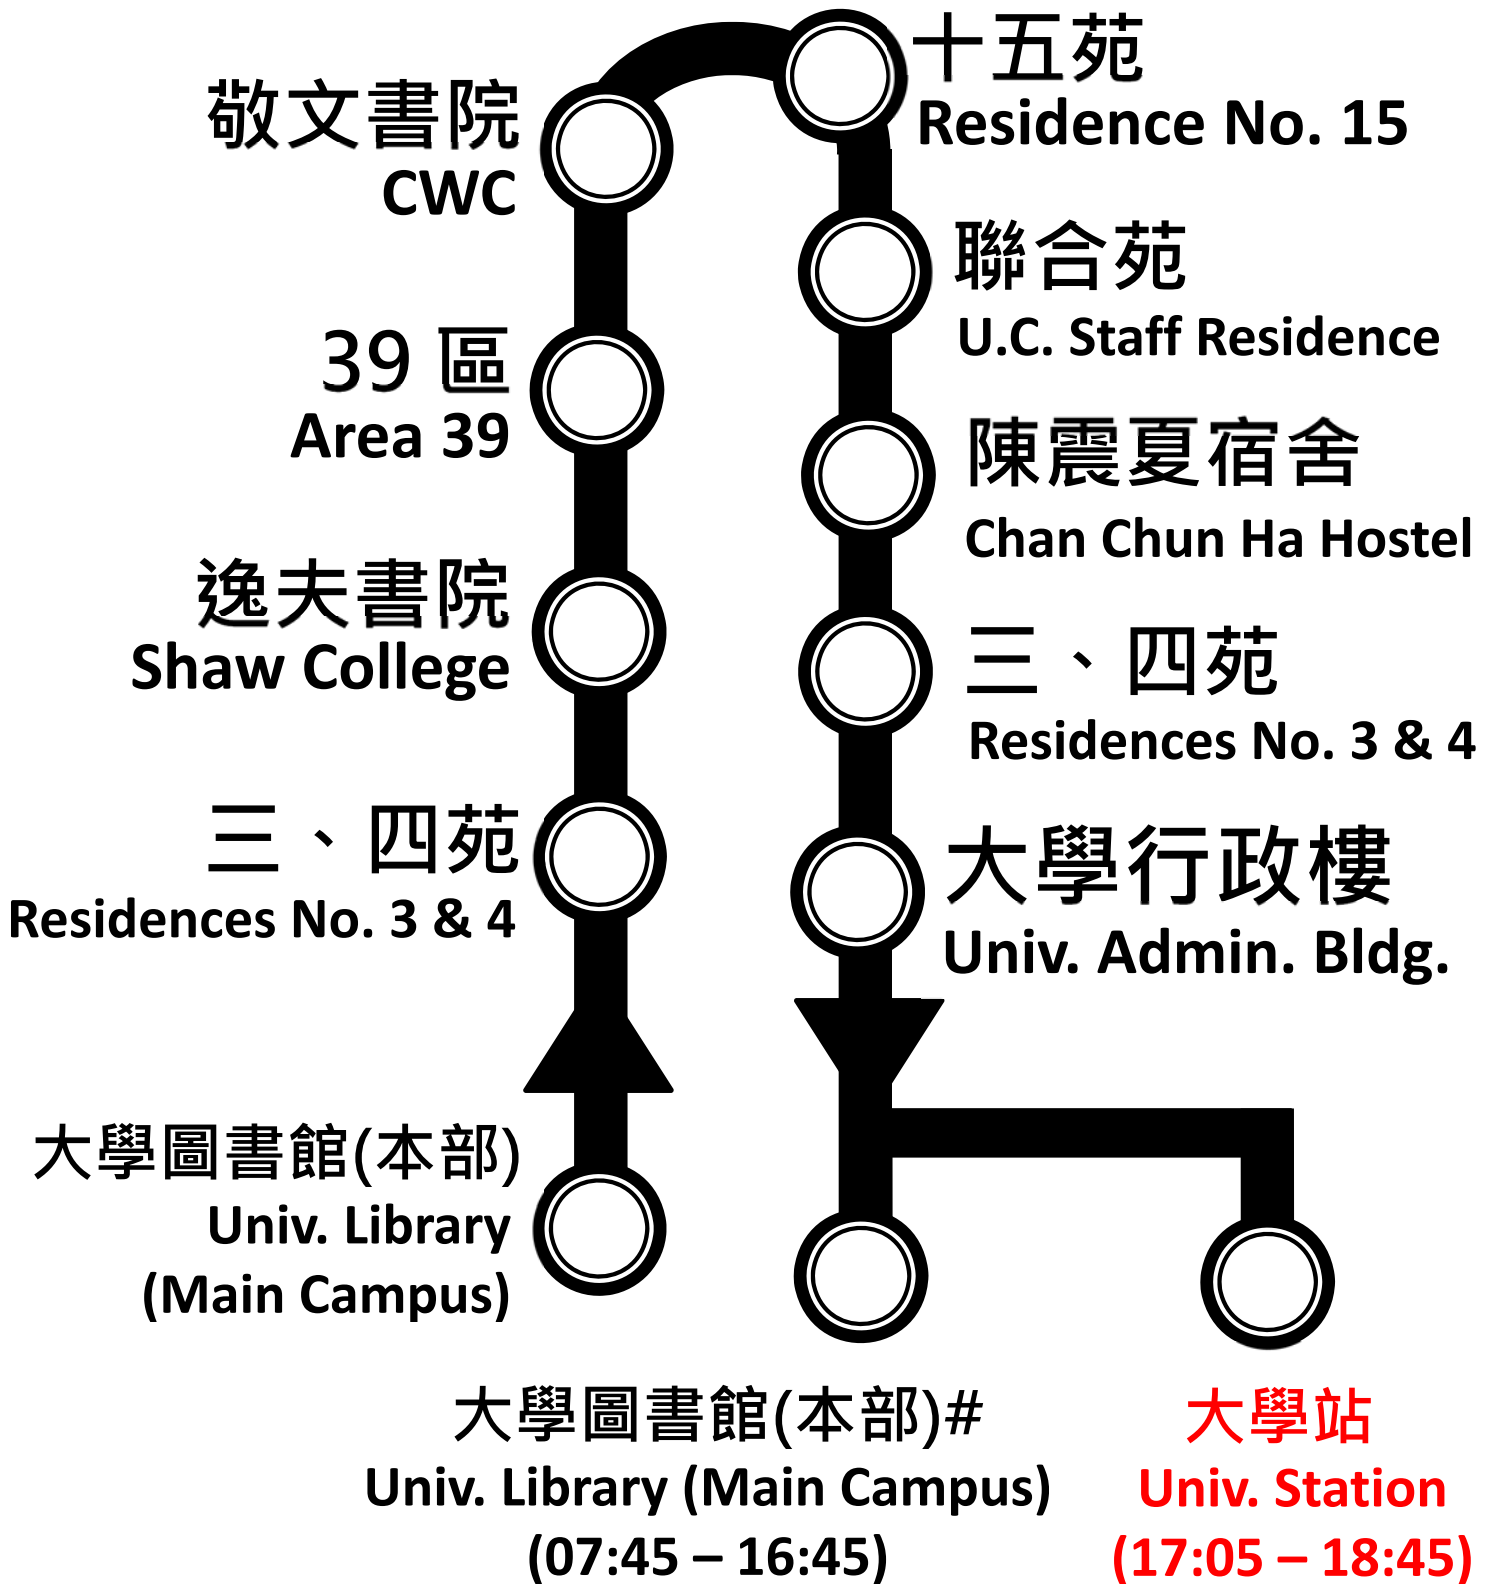 敬文書院
CWC
39 區
Area 39
逸夫書院
Shaw College
三、四苑
Residences No. 3 & 4
大學圖書館(本部)
Univ. Library
(Main Campus)
十五苑
Residence No. 15
聯合苑
U.C. Staff Residence
陳震夏宿舍
Chan Chun Ha Hostel
三、四苑
Residences No. 3 & 4
大學行政樓
Univ. Admin. Bldg.
大學圖書館(本部)#
Univ. Library (Main Campus)
(07:45 – 16:45)
大學站
Univ. Station
(17:05 – 18:45)